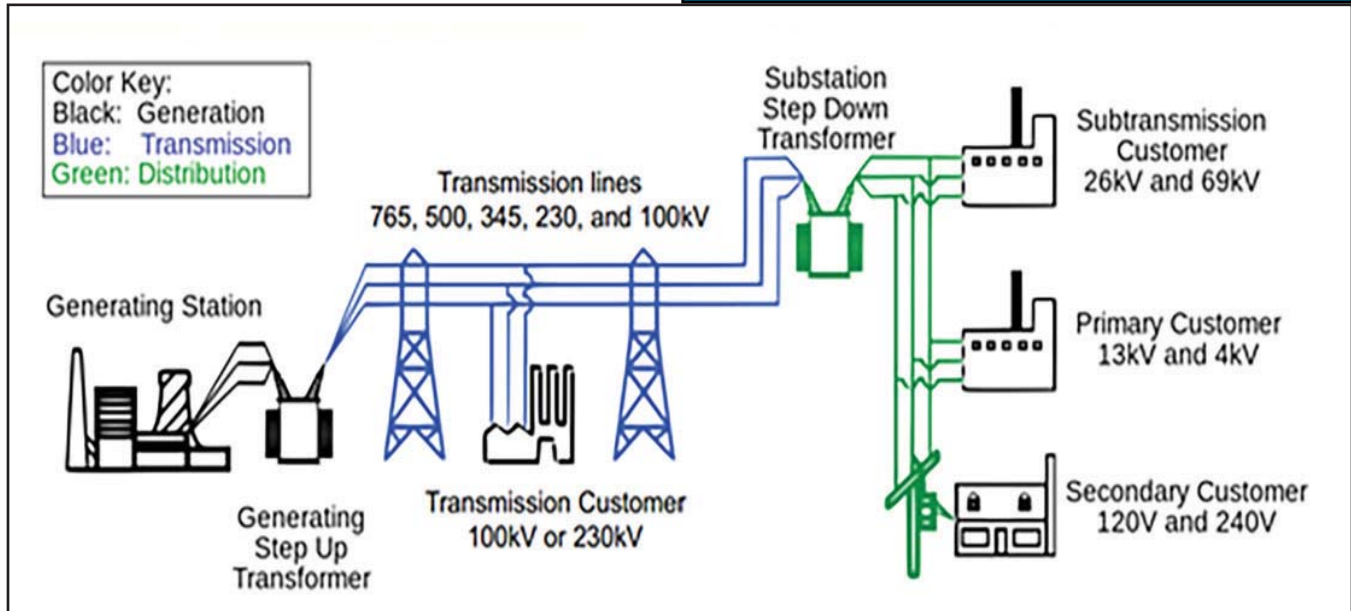 Color Key:
Black: Generation
Blue: Transmission
Green: Distribution
Generating Station
Generating
Step Up
Transformer
Transmission lines
765, 500, 345, 230, and 100kV
Transmission Customer
100kV or 230kV
Substation
Step Down
Transformer
Subtransmission
Customer
26kV and 69kV
Primary Customer
13kV and 4kV
Secondary Customer
120V and 240V